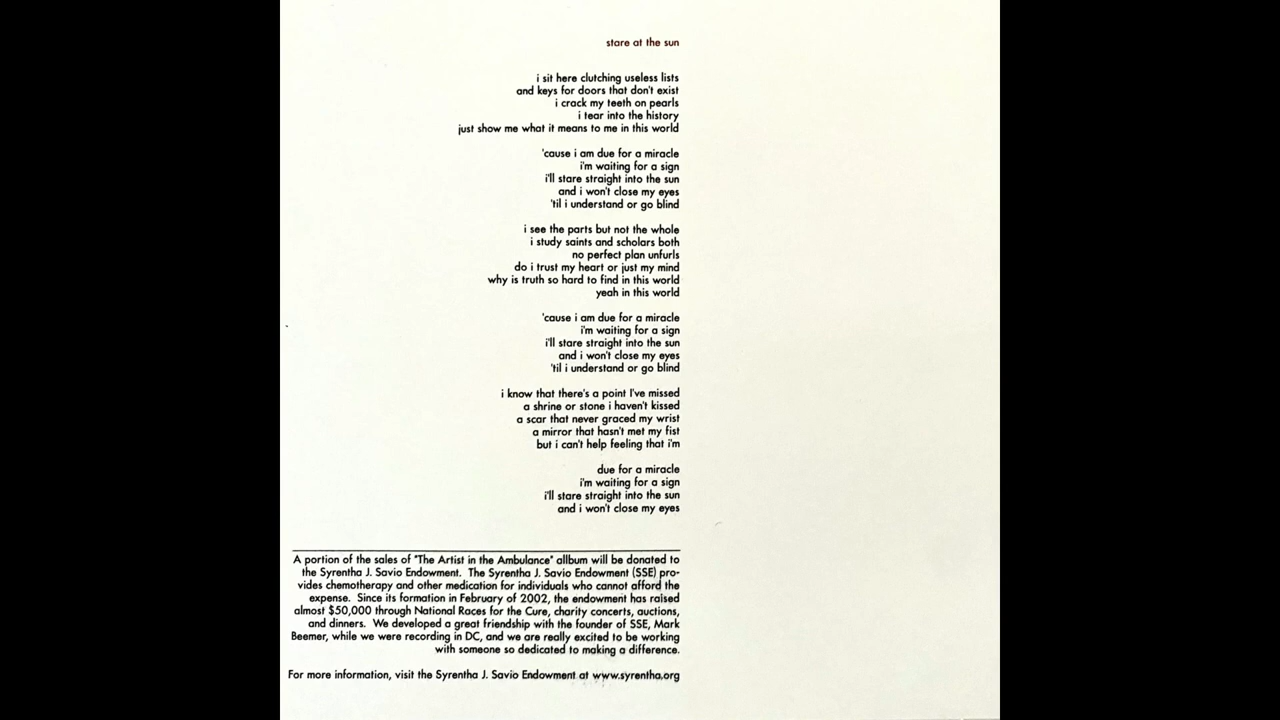 stare at the sun
i sit here clutching useless lists
and keys for doors that don't exist
i crack my teeth on pearls
i tear into the history
just show me what it means to me in this world
'cause i am due for a miracle
i'm waiting for a sign
i'll stare straight into the sun
and i won't close my eyes
'til i understand or go blind
i see the parts but not the whole
i study saints and scholars both
no perfect plan unfurls
do i trust my heart or just my mind
why is truth so hard to find in this world
yeah in this world
'cause i am due for a miracle
i'm waiting for a sign
i'll stare straight into the sun
and i won't close my eyes
'til i understand or go blind
i know that there's a point I've missed
a shrine or stone i haven't kissed
a scar that never graced my wrist
a mirror that hasn't met my fist
but i can't help feeling that i'm
due for a miracle
i'm waiting for a sign
i'll stare straight into the sun
and i won't close my eyes
A portion of the sales of "The Artist in the Ambulance" allbum will be donated to
the Syrentha J. Savio Endowment. The Syrentha J. Savio Endowment (SSE) pro-
vides chemotherapy and other medication for individuals who cannot afford the
expense. Since its formation in February of 2002, the endowment has raised
almost $50,000 through National Races for the Cure, charity concerts, auctions,
and dinners. We developed a great friendship with the founder of SSE, Mark
Beemer, while we were recording in DC, and we are really excited to be working
with someone so dedicated to making a difference.
For more information, visit the Syrentha J. Savio Endowment at www.syrentha.org